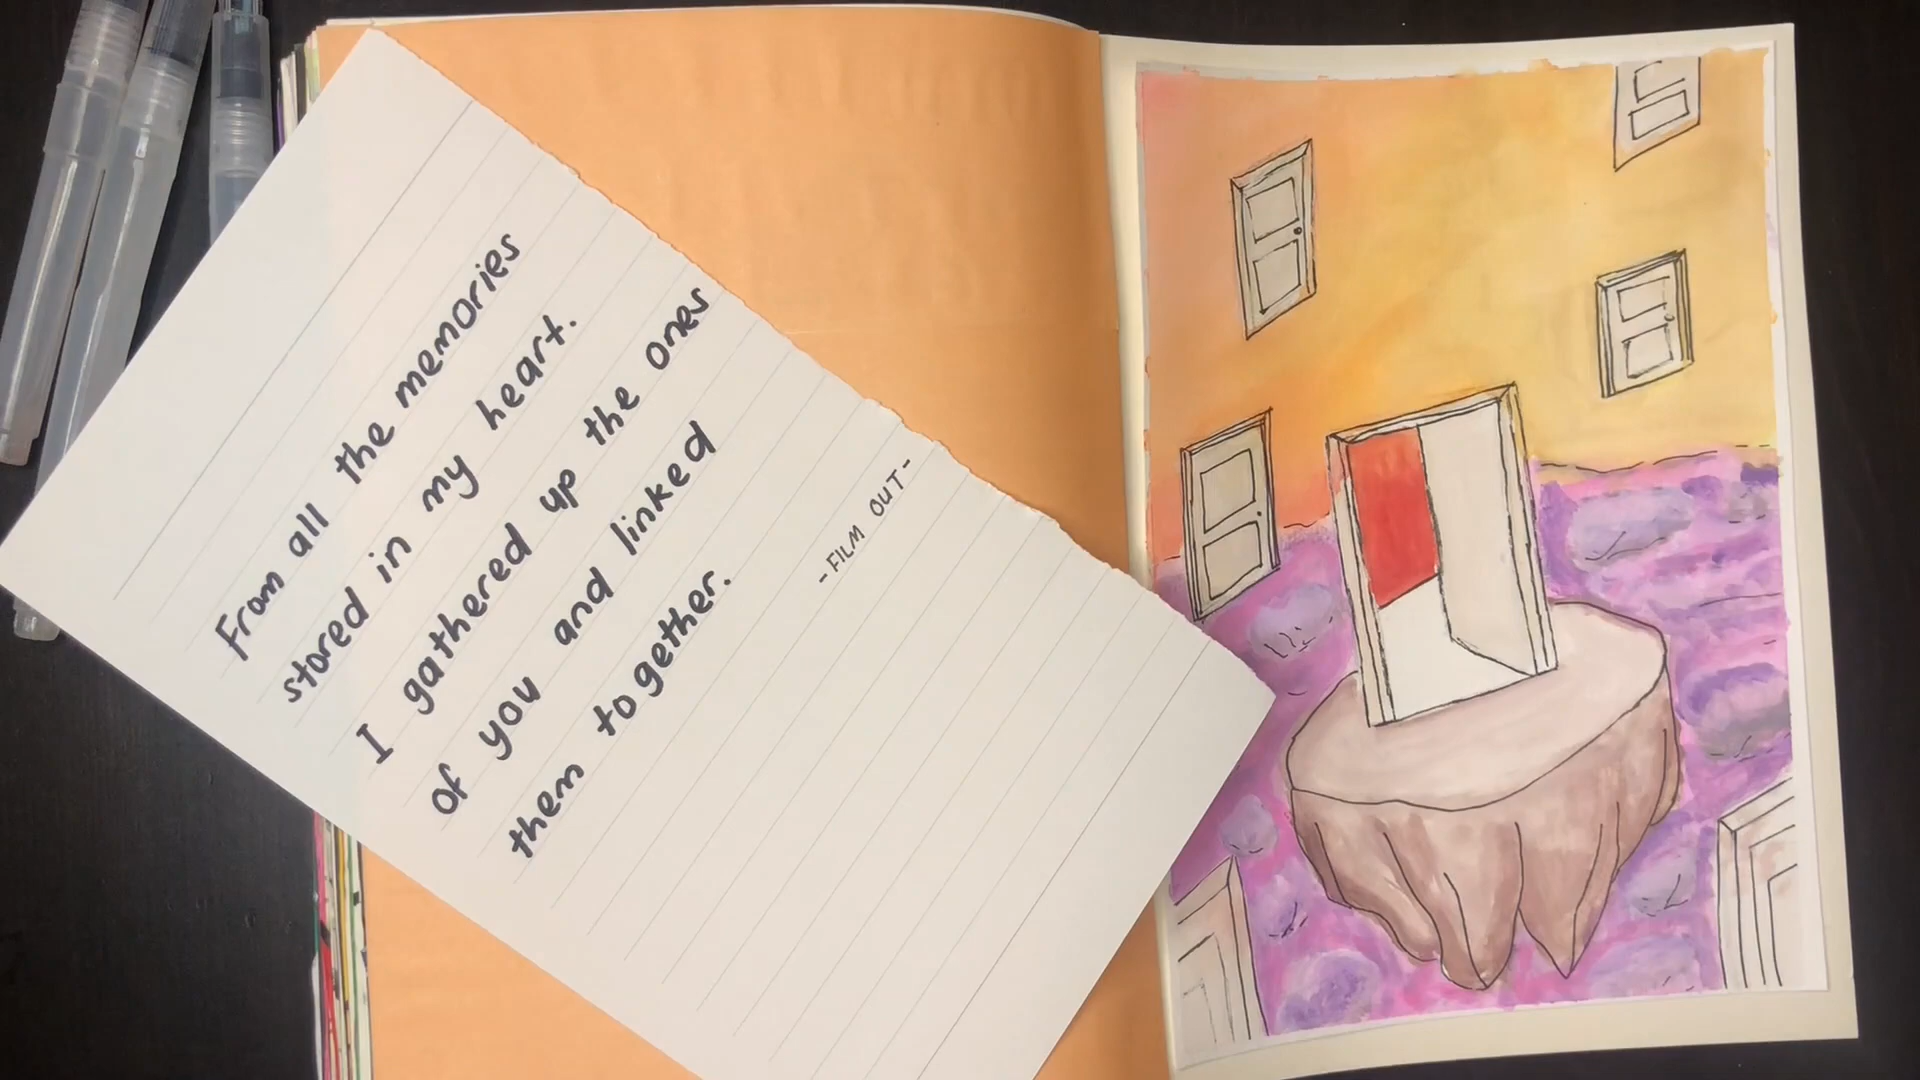 From all the memories
stored in my heart.
I gathered up the ones
of you and linked
them together.
- FILM OUT -